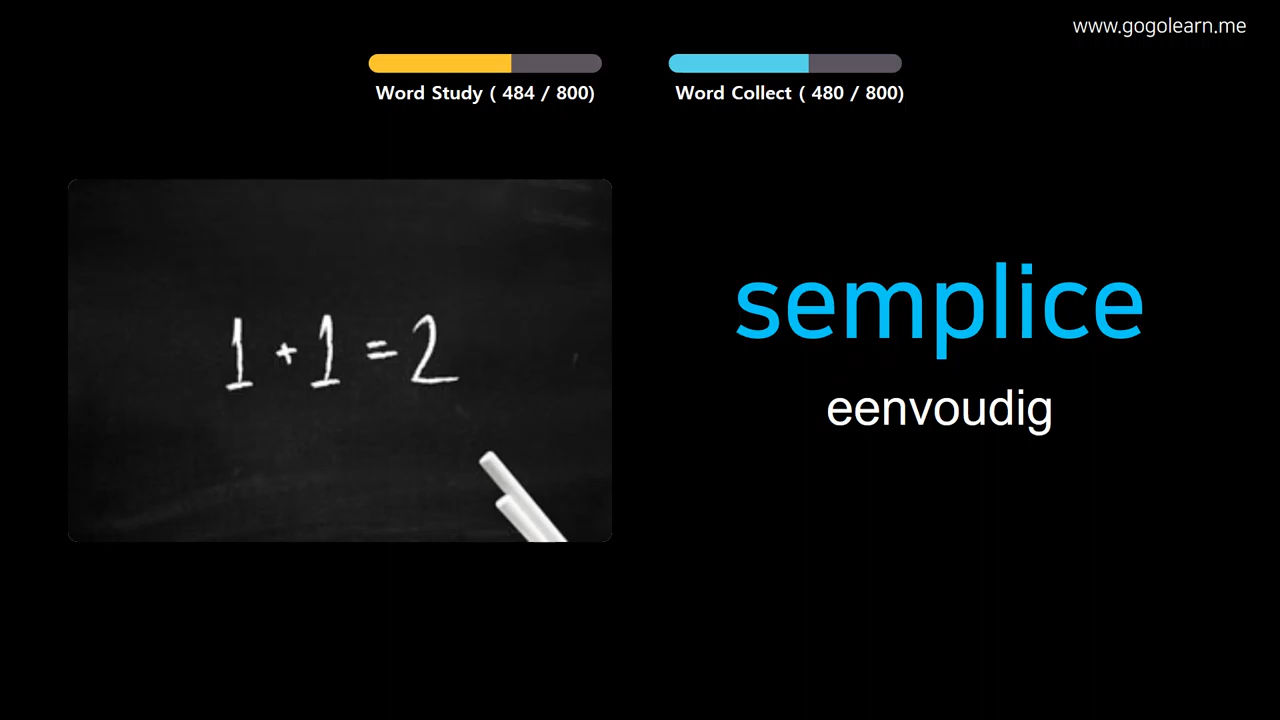 www.gogolearn.me
Word Study ( 484 / 800)
Word Collect ( 480 / 800)
1 + 1 = 2
semplice
eenvoudig